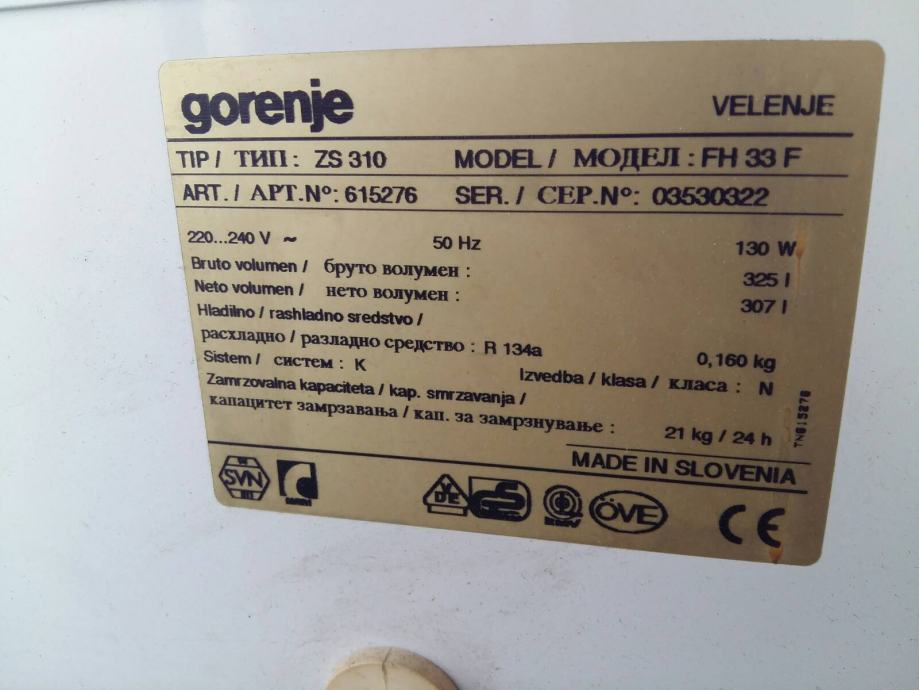 gorenje VELENJE
TIP / ТИП : ZS 310 MODEL / МОДЕЛ : FH 33 F
ART. / АРТ.Nº: 615276 SER. / СЕР.Nº: 03530322
220...240 V ~ 50 Hz 130 W
Bruto volumen / бруто волумен : 325 l
Neto volumen / нето волумен : 307 l
Hladilno / rashladno sredstvo /
расхладно / разладно средство : R 134a 0,160 kg
Sistem / систем : K Izvedba / klasa / класа : N
Zamrzovalna kapaciteta / kap. smrzavanja /
капацитет замрзавања / кап. за замрзнување : 21 kg / 24 h
TN615276
MADE IN SLOVENIA
SVN
VDE GS ÖVE CE